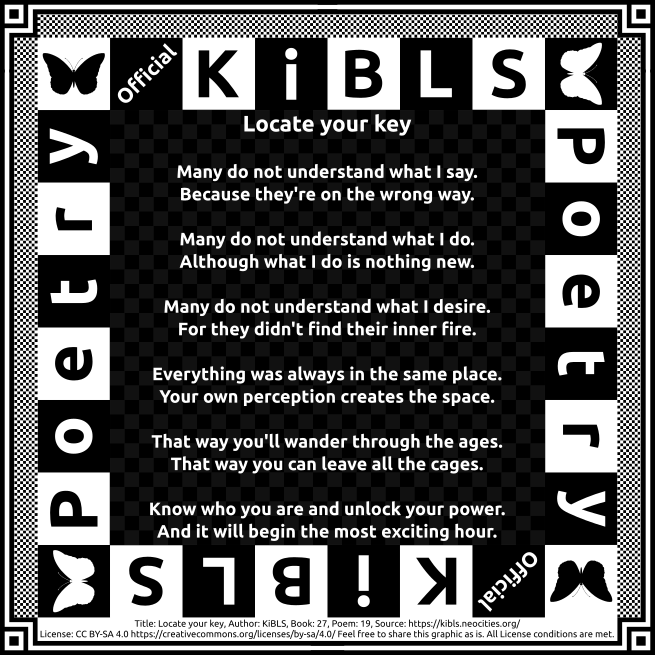 Official KiBLS
Poetry
Poetry
Locate your key
Many do not understand what I say.
Because they're on the wrong way.
Many do not understand what I do.
Although what I do is nothing new.
Many do not understand what I desire.
For they didn't find their inner fire.
Everything was always in the same place.
Your own perception creates the space.
That way you'll wander through the ages.
That way you can leave all the cages.
Know who you are and unlock your power.
And it will begin the most exciting hour.
Official KiBLS
Title: Locate your key, Author: KiBLS, Book: 27, Poem: 19, Source: https://kibls.neocities.org/
License: CC BY-SA 4.0 https://creativecommons.org/licenses/by-sa/4.0/ Feel free to share this graphic as is. All License conditions are met.